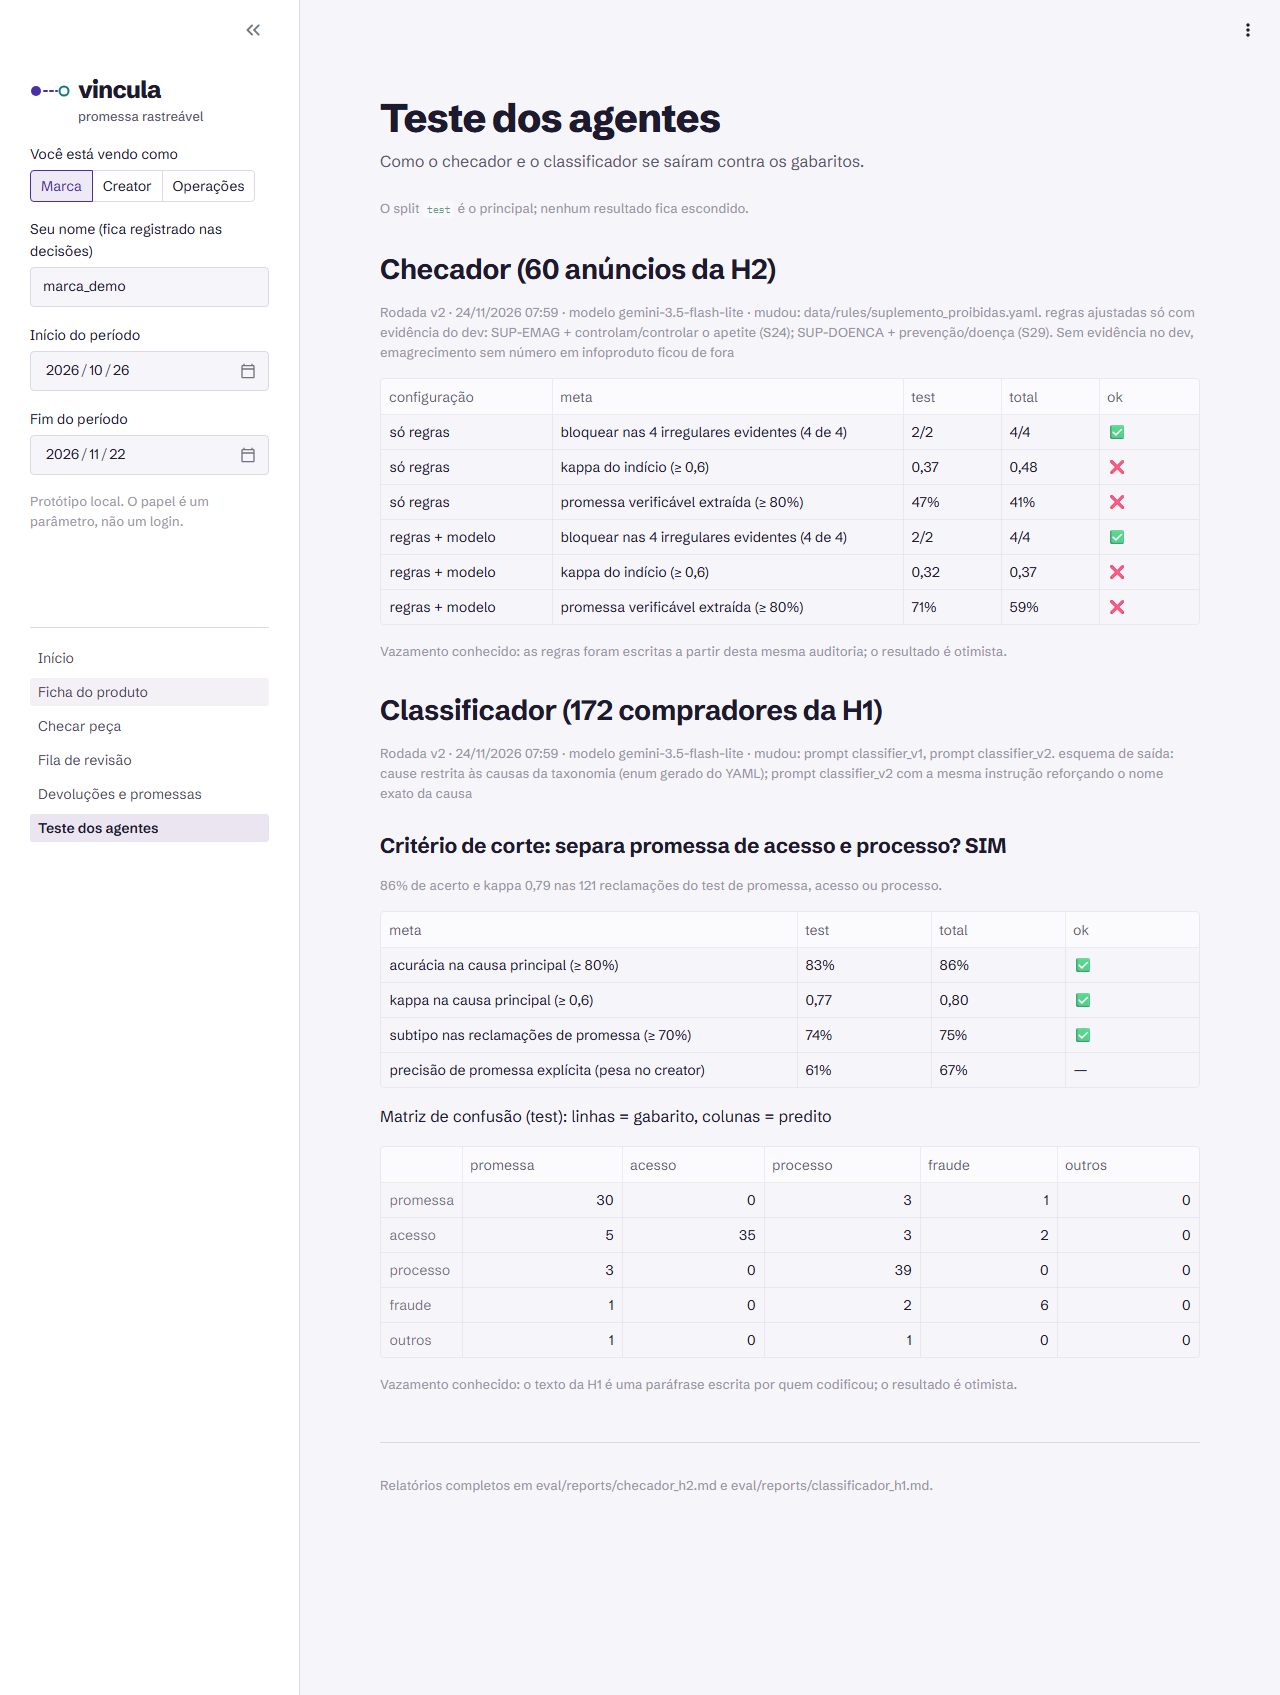 vincula
promessa rastreável
Você está vendo como
Marca Creator Operações
Seu nome (fica registrado nas
decisões)
marca_demo
Início do período
2026/10/26
Fim do período
2026/11/22
Protótipo local. O papel é um
parâmetro, não um login.
Início
Ficha do produto
Checar peça
Fila de revisão
Devoluções e promessas
Teste dos agentes
Teste dos agentes
Como o checador e o classificador se saíram contra os gabaritos.
O split test é o principal; nenhum resultado fica escondido.
Checador (60 anúncios da H2)
Rodada v2 · 24/11/2026 07:59 · modelo gemini-3.5-flash-lite · mudou: data/rules/suplemento_proibidas.yaml. regras ajustadas só com
evidência do dev: SUP-EMAG + controlam/controlar o apetite (S24); SUP-DOENCA + prevenção/doença (S29). Sem evidência no dev,
emagrecimento sem número em infoproduto ficou de fora
configuração meta test total ok
só regras bloquear nas 4 irregulares evidentes (4 de 4) 2/2 4/4 ✅
só regras kappa do indício (≥ 0,6) 0,37 0,48 ❌
só regras promessa verificável extraída (≥ 80%) 47% 41% ❌
regras + modelo bloquear nas 4 irregulares evidentes (4 de 4) 2/2 4/4 ✅
regras + modelo kappa do indício (≥ 0,6) 0,32 0,37 ❌
regras + modelo promessa verificável extraída (≥ 80%) 71% 59% ❌
Vazamento conhecido: as regras foram escritas a partir desta mesma auditoria; o resultado é otimista.
Classificador (172 compradores da H1)
Rodada v2 · 24/11/2026 07:59 · modelo gemini-3.5-flash-lite · mudou: prompt classifier_v1, prompt classifier_v2. esquema de saída:
cause restrita às causas da taxonomia (enum gerado do YAML); prompt classifier_v2 com a mesma instrução reforçando o nome
exato da causa
Critério de corte: separa promessa de acesso e processo? SIM
86% de acerto e kappa 0,79 nas 121 reclamações do test de promessa, acesso ou processo.
meta test total ok
acurácia na causa principal (≥ 80%) 83% 86% ✅
kappa na causa principal (≥ 0,6) 0,77 0,80 ✅
subtipo nas reclamações de promessa (≥ 70%) 74% 75% ✅
precisão de promessa explícita (pesa no creator) 61% 67% —
Matriz de confusão (test): linhas = gabarito, colunas = predito
promessa acesso processo fraude outros
promessa 30 0 3 1 0
acesso 5 35 3 2 0
processo 3 0 39 0 0
fraude 1 0 2 6 0
outros 1 0 1 0 0
Vazamento conhecido: o texto da H1 é uma paráfrase escrita por quem codificou; o resultado é otimista.
Relatórios completos em eval/reports/checador_h2.md e eval/reports/classificador_h1.md.